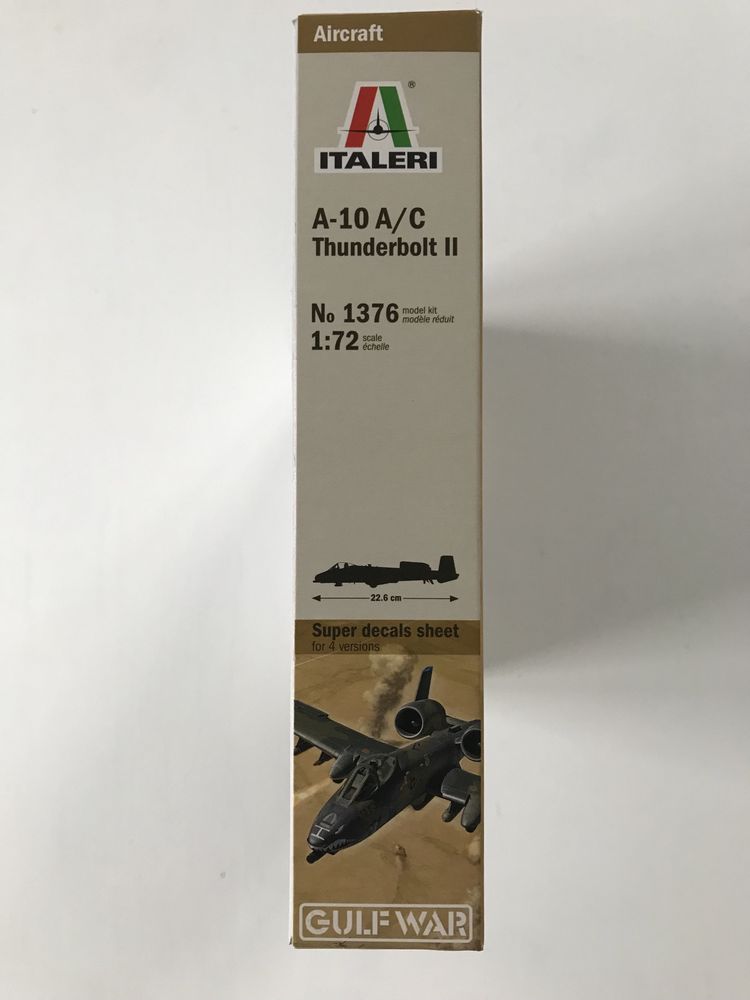 Aircraft
®
ITALERI
A-10 A/C
Thunderbolt II
No 1376 model kit
modèle réduit
1:72 scale
échelle
22.6 cm
Super decals sheet
for 4 versions
GULF WAR